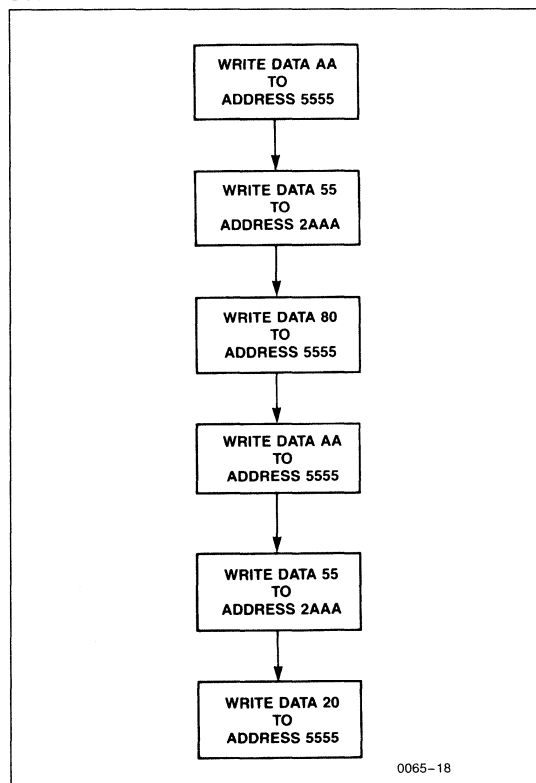 WRITE DATA AA
TO
ADDRESS 5555
WRITE DATA 55
TO
ADDRESS 2AAA
WRITE DATA 80
TO
ADDRESS 5555
WRITE DATA AA
TO
ADDRESS 5555
WRITE DATA 55
TO
ADDRESS 2AAA
WRITE DATA 20
TO
ADDRESS 5555
0065–18